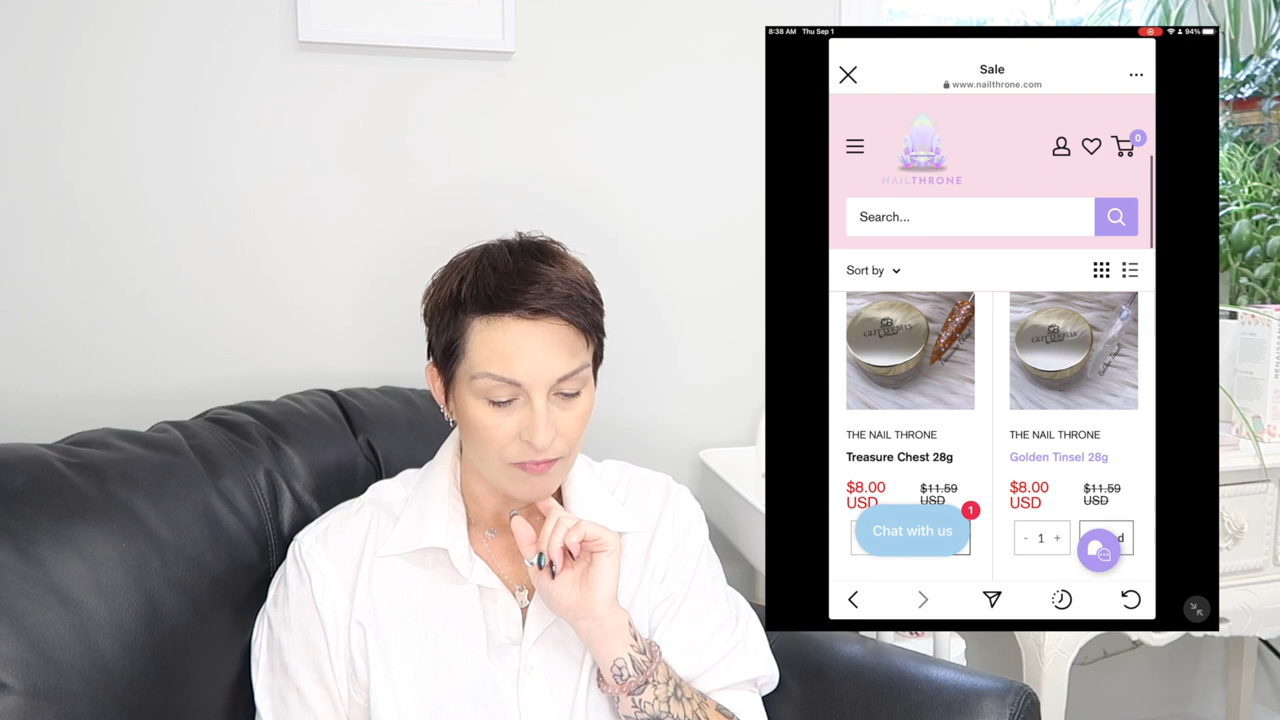 8:38 AM Thu Sep 1
94%
Sale
www.nailthrone.com
0
NAILTHRONE
Search...
Sort by
GLITTERBELS
THE NAIL THRONE
Treasure Chest 28g
$8.00
USD
$11.59
USD
THE NAIL THRONE
Golden Tinsel 28g
$8.00
USD
$11.59
USD
1
Chat with us
- 1 +